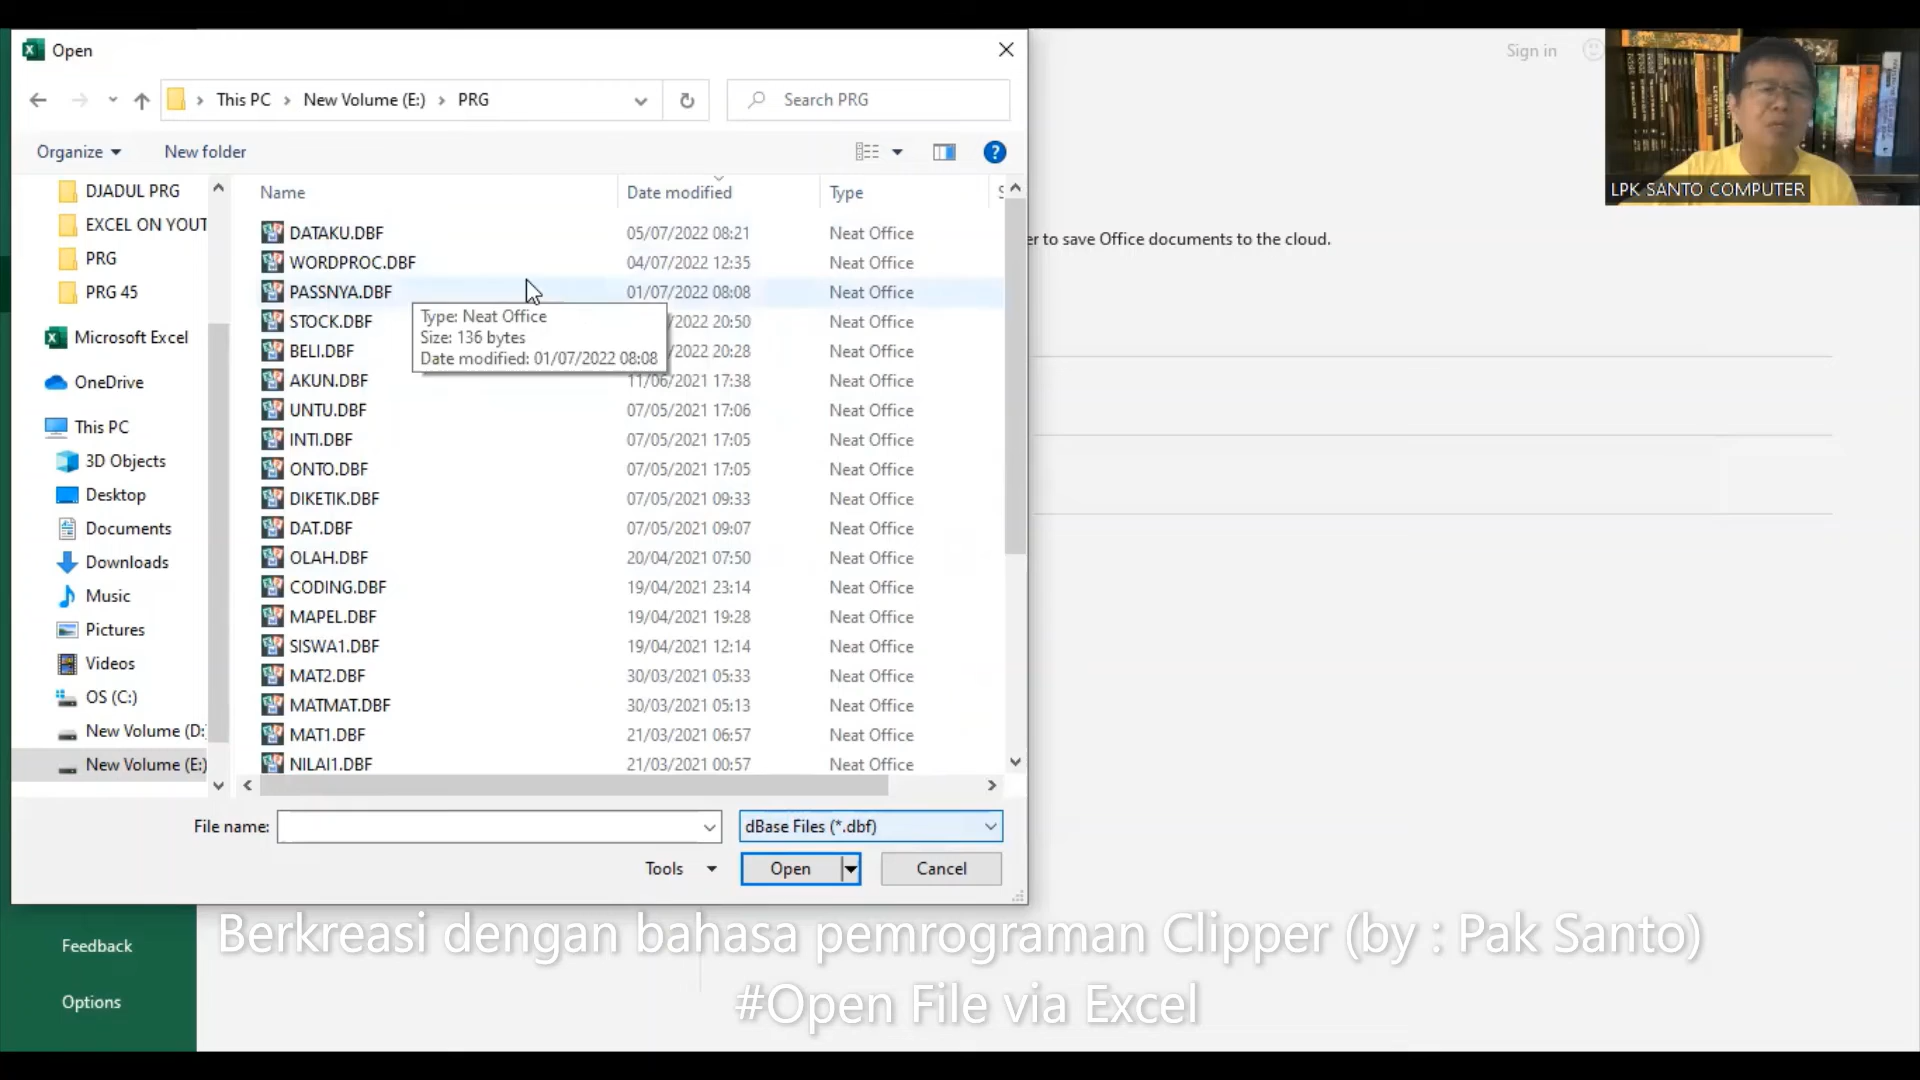 Open
Sign in
This PC > New Volume (E:) > PRG
Search PRG
Organize
New folder
Name
Date modified
Type
S
DJADUL PRG
EXCEL ON YOUT
PRG
PRG 45
Microsoft Excel
OneDrive
This PC
3D Objects
Desktop
Documents
Downloads
Music
Pictures
Videos
OS (C:)
New Volume (D:
New Volume (E:)
DATAKU.DBF 05/07/2022 08:21 Neat Office
WORDPROC.DBF 04/07/2022 12:35 Neat Office
PASSNYA.DBF 01/07/2022 08:08 Neat Office
STOCK.DBF /2022 20:50 Neat Office
BELI.DBF /2022 20:28 Neat Office
AKUN.DBF 11/06/2021 17:38 Neat Office
UNTU.DBF 07/05/2021 17:06 Neat Office
INTI.DBF 07/05/2021 17:05 Neat Office
ONTO.DBF 07/05/2021 17:05 Neat Office
DIKETIK.DBF 07/05/2021 09:33 Neat Office
DAT.DBF 07/05/2021 09:07 Neat Office
OLAH.DBF 20/04/2021 07:50 Neat Office
CODING.DBF 19/04/2021 23:14 Neat Office
MAPEL.DBF 19/04/2021 19:28 Neat Office
SISWA1.DBF 19/04/2021 12:14 Neat Office
MAT2.DBF 30/03/2021 05:33 Neat Office
MATMAT.DBF 30/03/2021 05:13 Neat Office
MAT1.DBF 21/03/2021 06:57 Neat Office
NILAI1.DBF 21/03/2021 00:57 Neat Office
Type: Neat Office
Size: 136 bytes
Date modified: 01/07/2022 08:08
File name:
dBase Files (*.dbf)
Tools
Open
Cancel
er to save Office documents to the cloud.
LPK SANTO COMPUTER
Feedback
Options
Berkreasi dengan bahasa pemrograman Clipper (by : Pak Santo)
#Open File via Excel